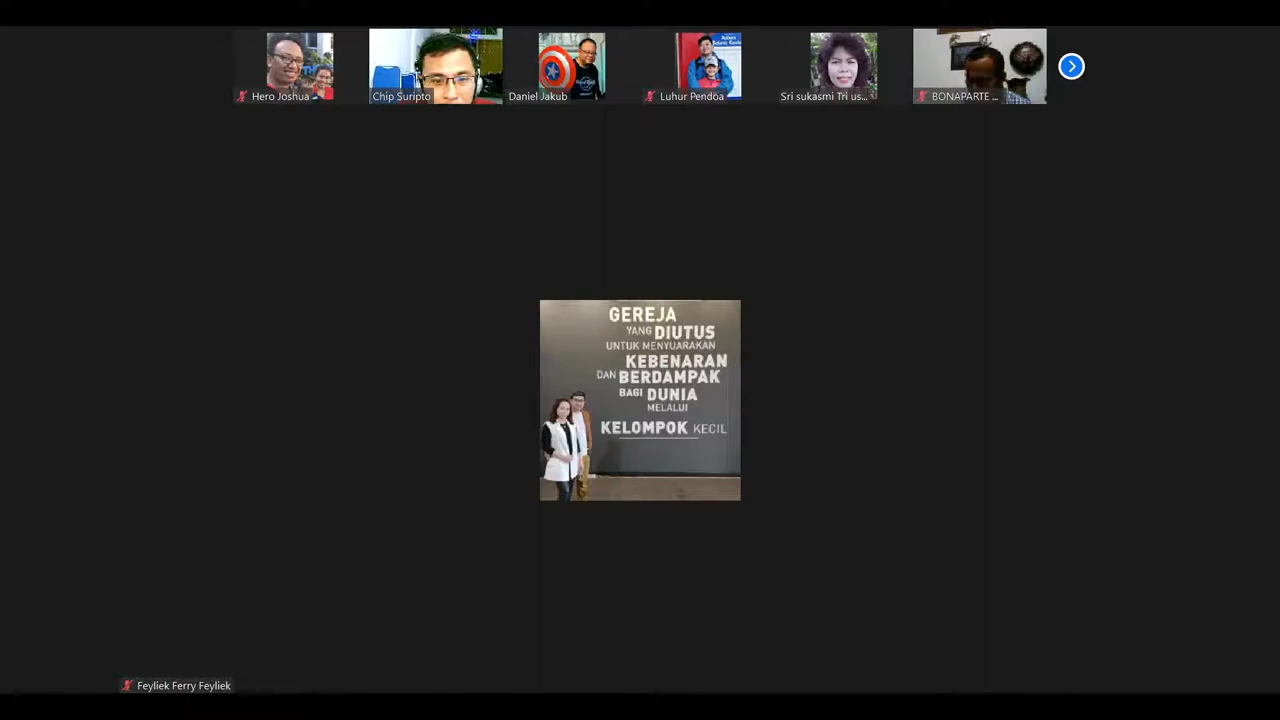 Hero Joshua
Chip Suripto
Daniel Jakub
Luhur Pendoa
Sri sukasmi Tri us...
BONAPARTE ...
GEREJA
YANG DIUTUS
UNTUK MENYUARAKAN
KEBENARAN
DAN BERDAMPAK
BAGI DUNIA
MELALUI
KELOMPOK KECIL
Feyliek Ferry Feyliek